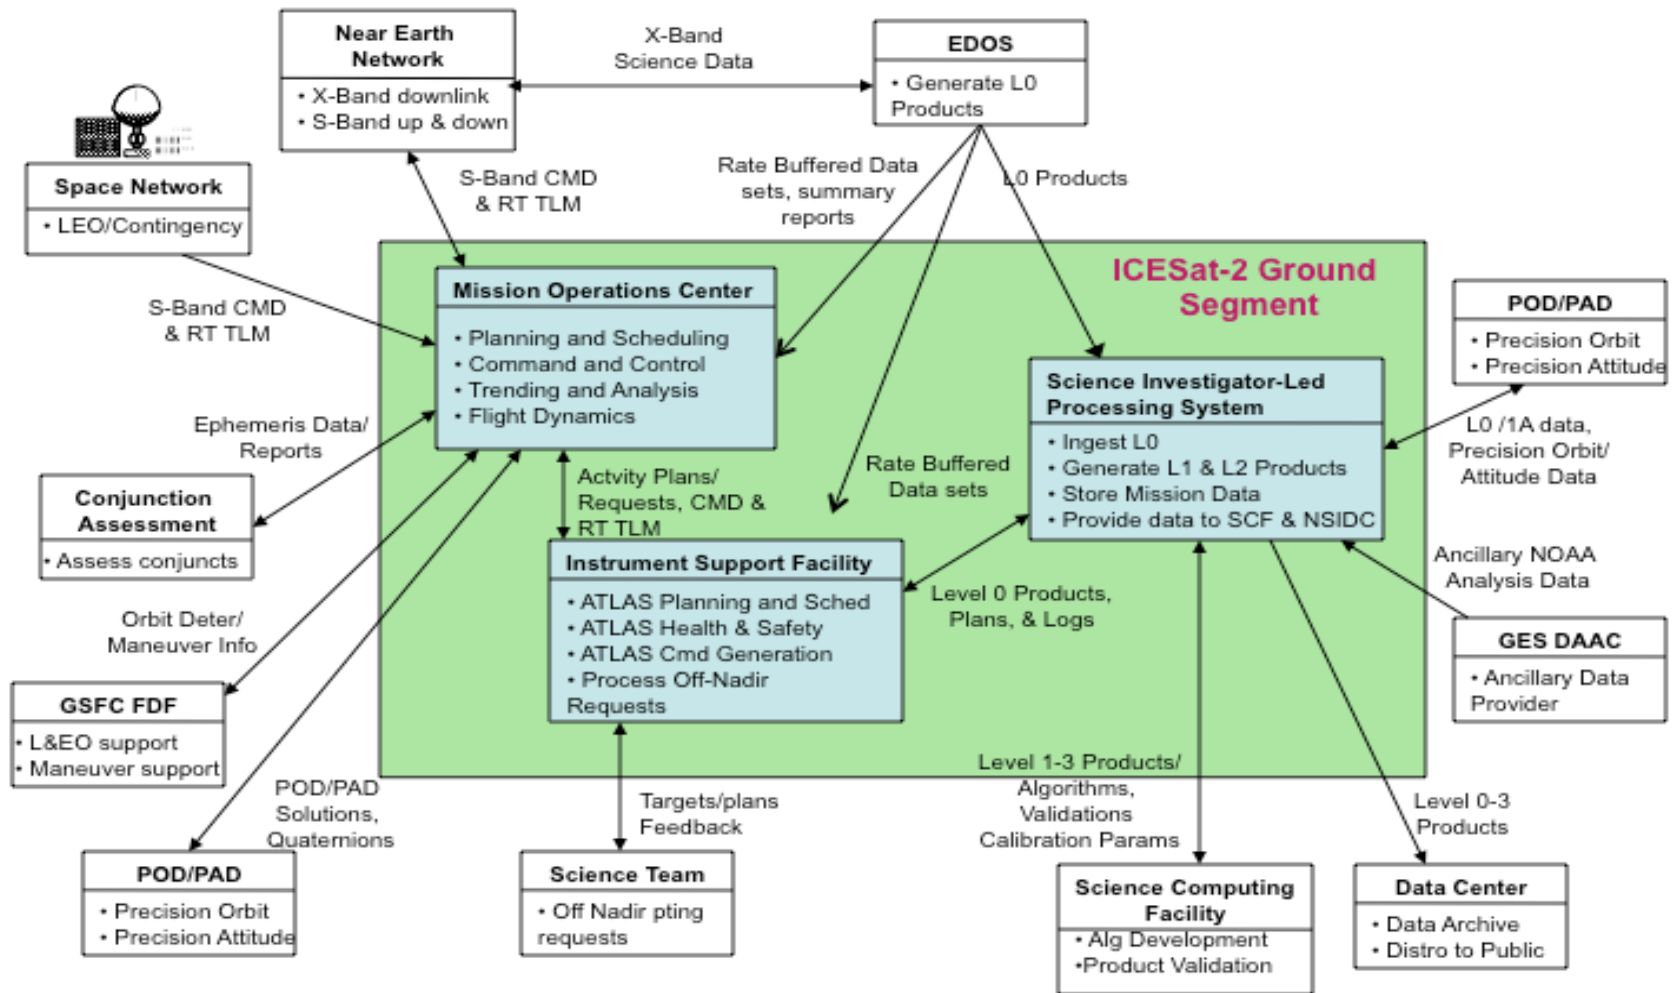 Near Earth
Network
• X-Band downlink
• S-Band up & down
X-Band
Science Data
EDOS
• Generate L0
Products
Space Network
• LEO/Contingency
S-Band CMD
& RT TLM
Rate Buffered Data
sets, summary
reports
L0 Products
S-Band CMD
& RT TLM
ICESat-2 Ground
Segment
Mission Operations Center
• Planning and Scheduling
• Command and Control
• Trending and Analysis
• Flight Dynamics
POD/PAD
• Precision Orbit
• Precision Attitude
Science Investigator-Led
Processing System
• Ingest L0
• Generate L1 & L2 Products
• Store Mission Data
• Provide data to SCF & NSIDC
L0 /1A data,
Precision Orbit/
Attitude Data
Ephemeris Data/
Reports
Actvity Plans/
Requests, CMD &
RT TLM
Rate Buffered
Data sets
Conjunction
Assessment
• Assess conjuncts
Instrument Support Facility
• ATLAS Planning and Sched
• ATLAS Health & Safety
• ATLAS Cmd Generation
• Process Off-Nadir
Requests
Level 0 Products,
Plans, & Logs
Ancillary NOAA
Analysis Data
GES DAAC
• Ancillary Data
Provider
Orbit Deter/
Maneuver Info
GSFC FDF
• L&EO support
• Maneuver support
POD/PAD
Solutions,
Quaternions
Targets/plans
Feedback
Level 1-3 Products/
Algorithms,
Validations
Calibration Params
Level 0-3
Products
POD/PAD
• Precision Orbit
• Precision Attitude
Science Team
• Off Nadir pting
requests
Science Computing
Facility
• Alg Development
•Product Validation
Data Center
• Data Archive
• Distro to Public